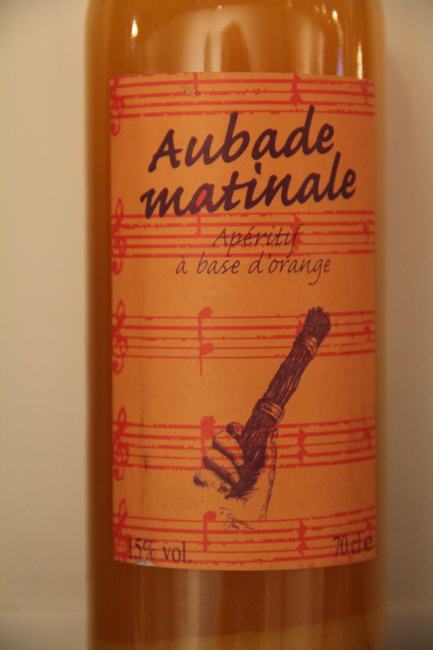 Aubade
matinale
Apéritif
à base d'orange
15% vol.
70 cl e